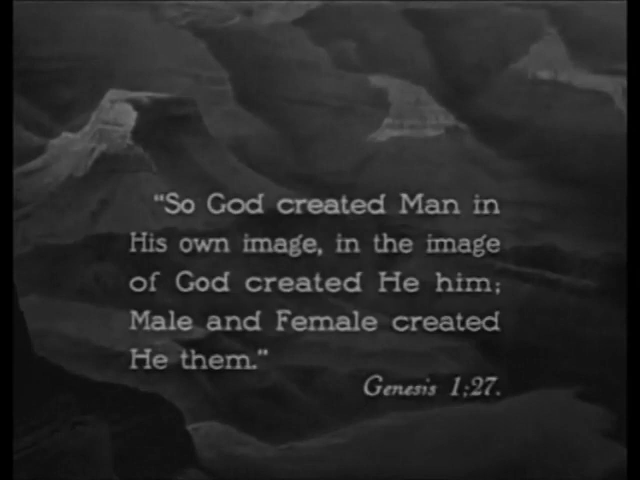 "So God created Man in
His own image, in the image
of God created He him;
Male and Female created
He them."
Genesis 1;27.